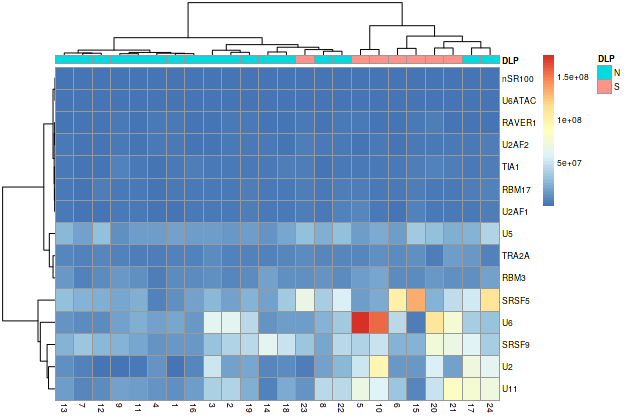 DLP
nSR100
U6ATAC
RAVER1
U2AF2
TIA1
RBM17
U2AF1
U5
TRA2A
RBM3
SRSF5
U6
SRSF9
U2
U11
13 7 12 9 11 4 1 16 3 2 19 14 18 23 8 22 5 10 6 15 20 21 17 24
1.5e+08
1e+08
5e+07
DLP
N
S